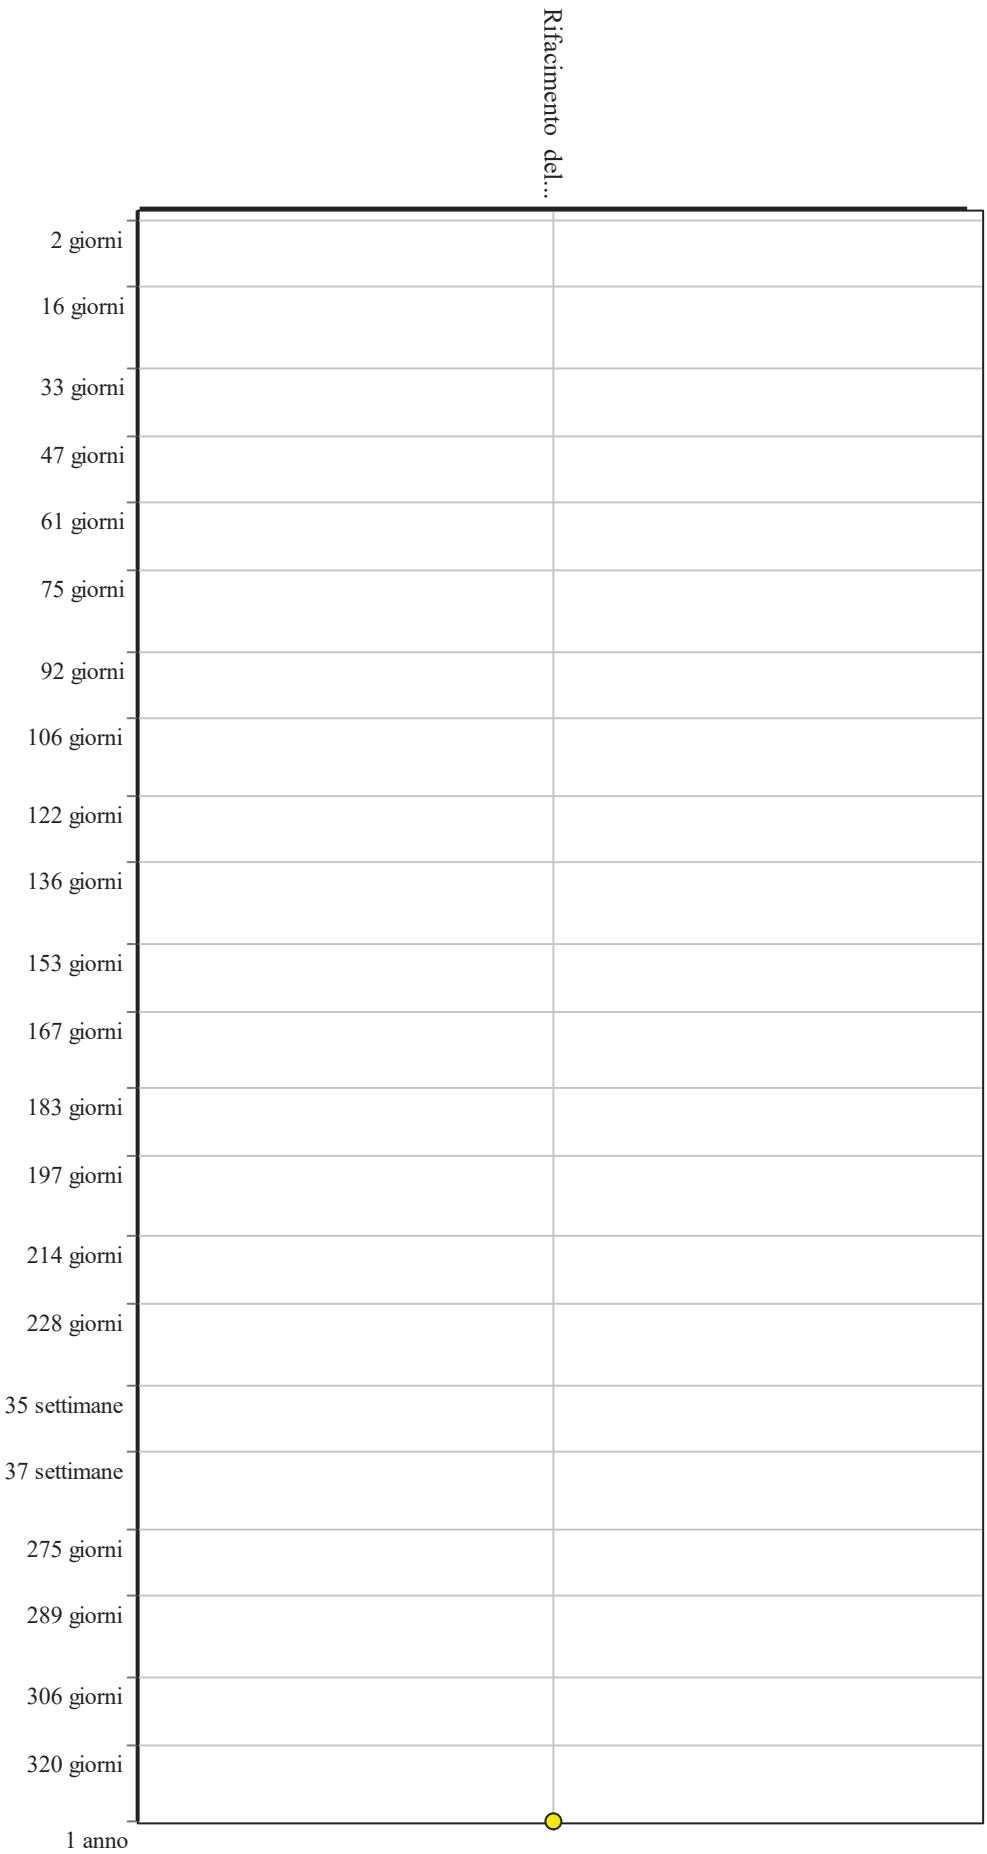 Rifacimento del...
2 giorni
16 giorni
33 giorni
47 giorni
61 giorni
75 giorni
92 giorni
106 giorni
122 giorni
136 giorni
153 giorni
167 giorni
183 giorni
197 giorni
214 giorni
228 giorni
35 settimane
37 settimane
275 giorni
289 giorni
306 giorni
320 giorni
1 anno